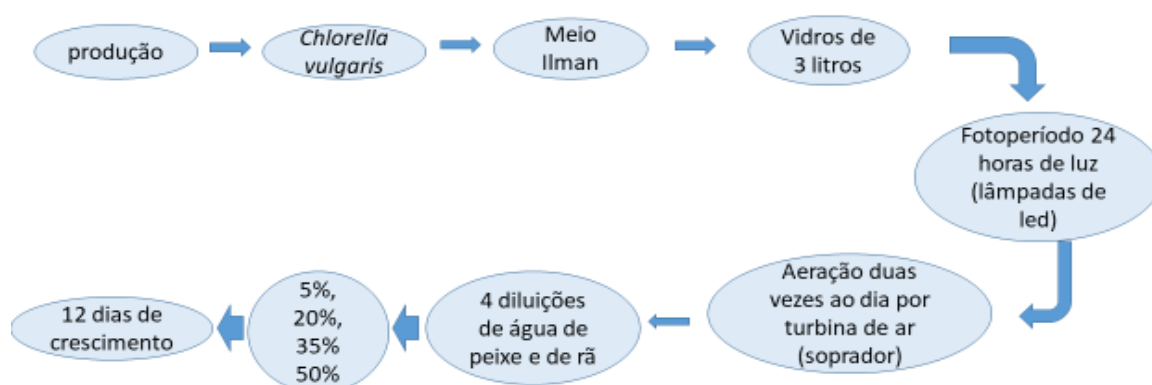 produção
Chlorella
vulgaris
Meio
Ilman
Vidros de
3 litros
Fotoperíodo 24
horas de luz
(lâmpadas de
led)
Aeração duas
vezes ao dia por
turbina de ar
(soprador)
4 diluições
de água de
peixe e de rã
5%,
20%,
35%
50%
12 dias de
crescimento